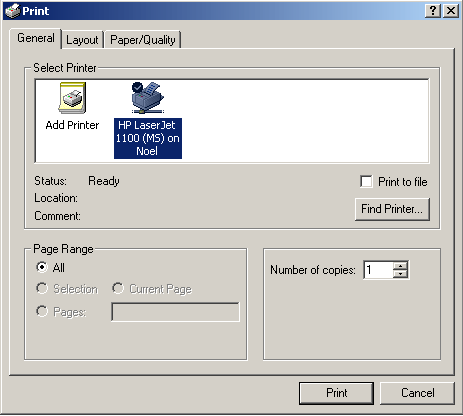 Print
General Layout Paper/Quality
Select Printer
Add Printer
HP LaserJet
1100 (MS) on
Noel
Status: Ready
Location:
Comment:
Print to file
Find Printer...
Page Range
All
Selection Current Page
Pages:
Number of copies: 1
Print Cancel